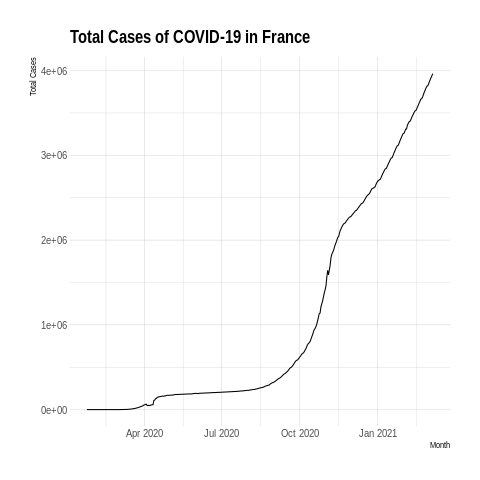 Total Cases of COVID-19 in France
Total Cases
4e+06
3e+06
2e+06
1e+06
0e+00
Apr 2020 Jul 2020 Oct 2020 Jan 2021
Month